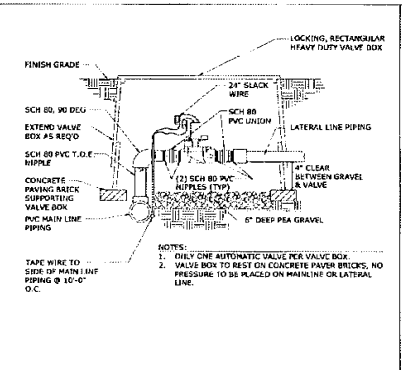 LOCKING, RECTANGULAR
HEAVY DUTY VALVE BOX
FINISH GRADE
24" SLACK
WIRE
SCH 80, 90 DEG
SCH 80
PVC UNION
EXTEND VALVE
BOX AS REQ'D
LATERAL LINE PIPING
SCH 80 PVC T.O.E.
NIPPLE
4" CLEAR
BETWEEN GRAVEL
& VALVE
CONCRETE
PAVING BRICK
SUPPORTING
VALVE BOX
(2) SCH 80 PVC
NIPPLES (TYP)
PVC MAIN LINE
PIPING
6" DEEP PEA GRAVEL
TAPE WIRE TO
SIDE OF MAIN LINE
PIPING @ 10'-0"
O.C.
NOTES:
1. ONLY ONE AUTOMATIC VALVE PER VALVE BOX.
2. VALVE BOX TO REST ON CONCRETE PAVER BRICKS, NO
PRESSURE TO BE PLACED ON MAINLINE OR LATERAL
LINE.